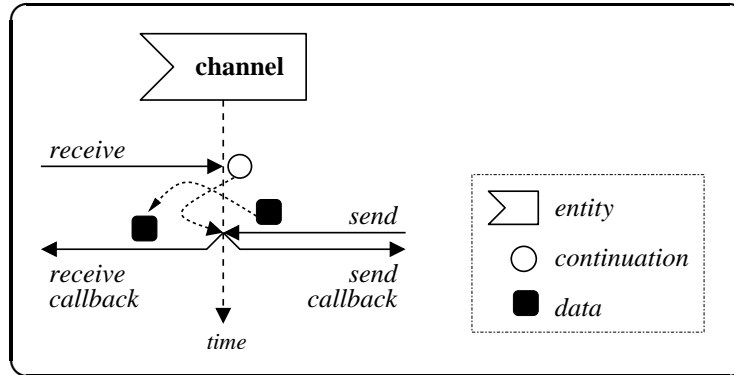 channel
receive
send
receive
callback
send
callback
time
entity
continuation
data